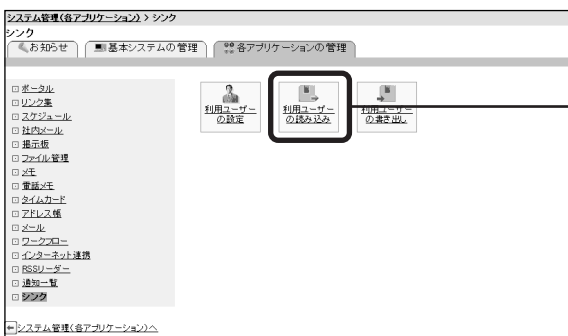 システム管理(各アプリケーション) > シンク
シンク
お知らせ
基本システムの管理
各アプリケーションの管理
ポータル
リンク集
スケジュール
社内メール
掲示板
ファイル管理
メモ
電話メモ
タイムカード
アドレス帳
メール
ワークフロー
インターネット連携
RSSリーダー
通知一覧
シンク
利用ユーザー
の設定
利用ユーザー
の読み込み
利用ユーザー
の書き出し
システム管理(各アプリケーション)へ